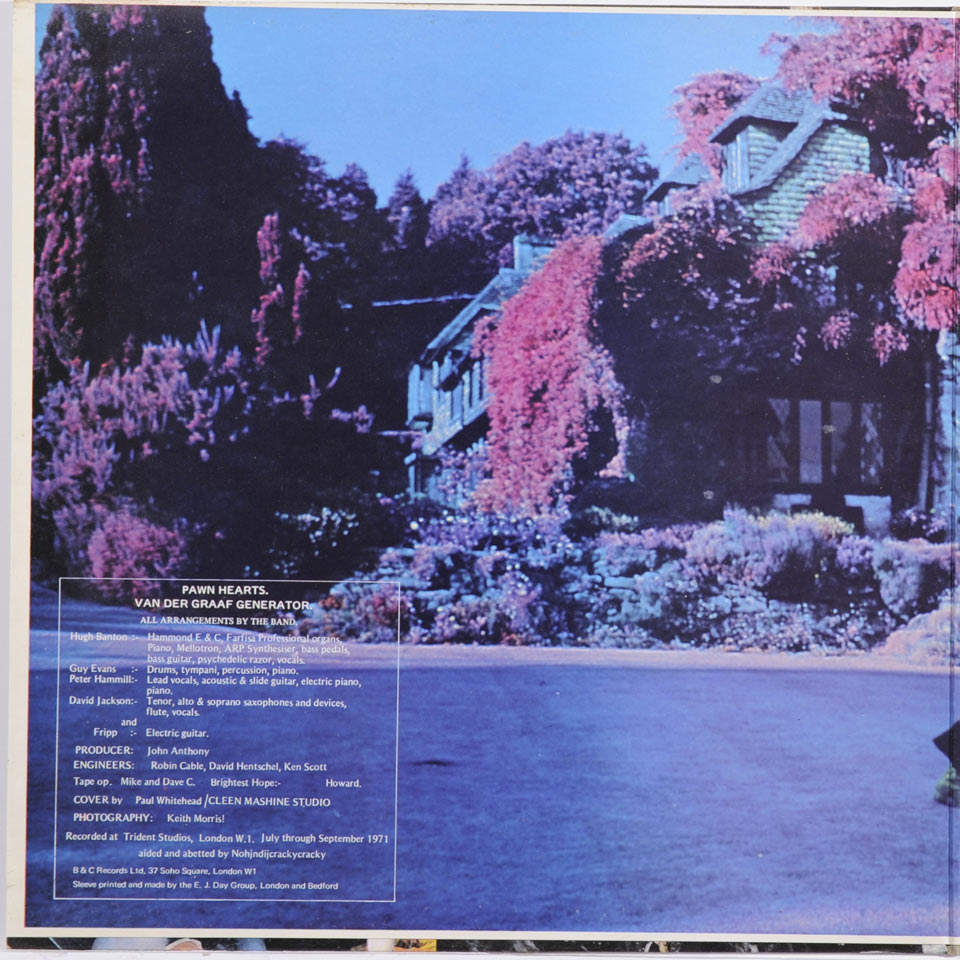 PAWN HEARTS.
VAN DER GRAAF GENERATOR.
ALL ARRANGEMENTS BY THE BAND.
Hugh Banton :- Hammond E & C, Farfisa Professional organs,
Piano, Mellotron, ARP Synthesiser, bass pedals,
bass guitar, psychedelic razor, vocals.
Guy Evans :- Drums, tympani, percussion, piano.
Peter Hammill:- Lead vocals, acoustic & slide guitar, electric piano,
piano.
David Jackson:- Tenor, alto & soprano saxophones and devices,
flute, vocals.
and
Fripp :- Electric guitar.
PRODUCER: John Anthony
ENGINEERS: Robin Cable, David Hentschel, Ken Scott
Tape op. Mike and Dave C. Brightest Hope:- Howard.
COVER by Paul Whitehead/CLEEN MASHINE STUDIO
PHOTOGRAPHY: Keith Morris!
Recorded at Trident Studios, London W.1. July through September 1971
aided and abetted by Nohjndijcrackycracky
B & C Records Ltd, 37 Soho Square, London W1
Sleeve printed and made by the E. J. Day Group, London and Bedford